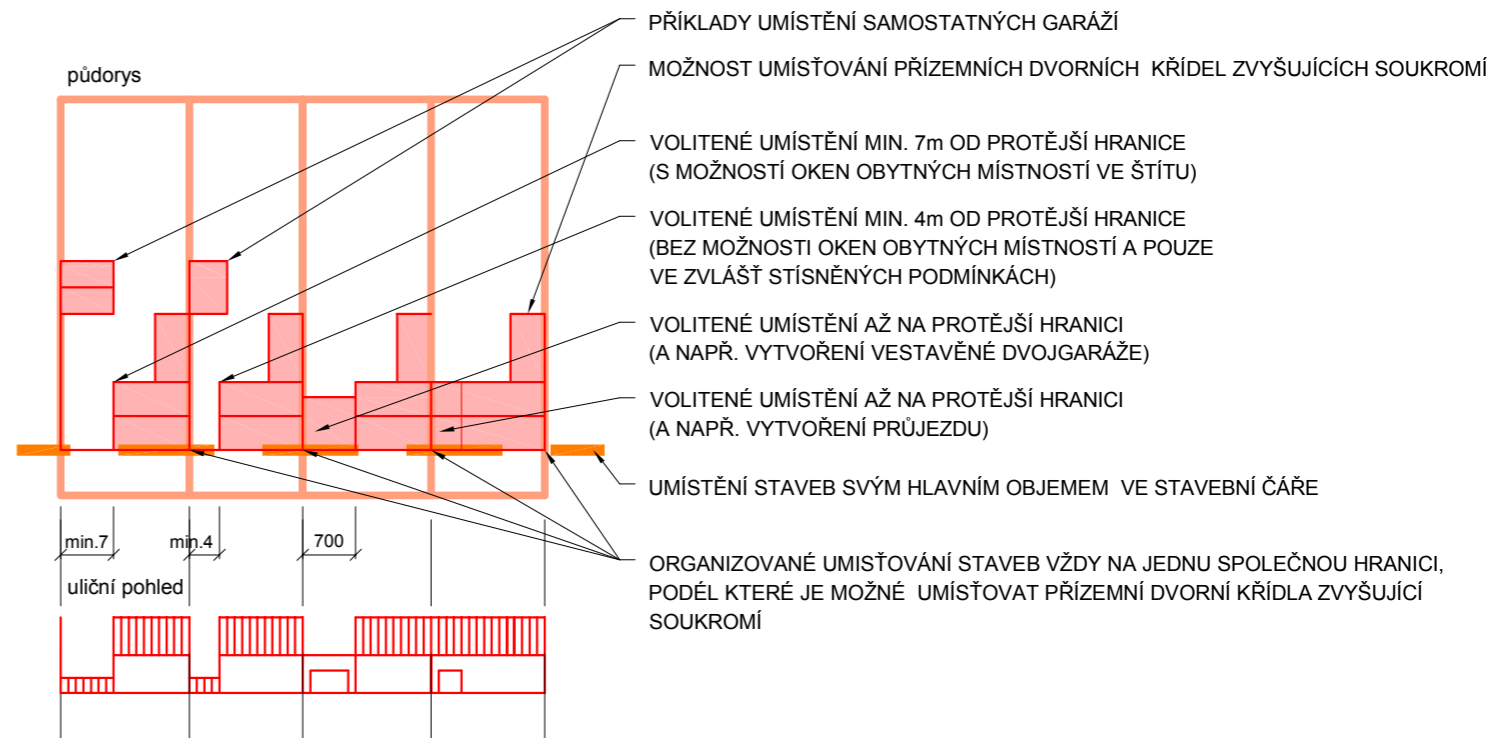 půdorys
PŘÍKLADY UMÍSTĚNÍ SAMOSTATNÝCH GARÁŽÍ
MOŽNOST UMÍSŤOVÁNÍ PŘÍZEMNÍCH DVORNÍCH KŘÍDEL ZVYŠUJÍCÍCH SOUKROMÍ
VOLITENÉ UMÍSTĚNÍ MIN. 7m OD PROTĚJŠÍ HRANICE
(S MOŽNOSTÍ OKEN OBYTNÝCH MÍSTNOSTÍ VE ŠTÍTU)
VOLITENÉ UMÍSTĚNÍ MIN. 4m OD PROTĚJŠÍ HRANICE
(BEZ MOŽNOSTI OKEN OBYTNÝCH MÍSTNOSTÍ A POUZE
VE ZVLÁŠŤ STÍSNĚNÝCH PODMÍNKÁCH)
VOLITENÉ UMÍSTĚNÍ AŽ NA PROTĚJŠÍ HRANICI
(A NAPŘ. VYTVOŘENÍ VESTAVĚNÉ DVOJGARÁŽE)
VOLITENÉ UMÍSTĚNÍ AŽ NA PROTĚJŠÍ HRANICI
(A NAPŘ. VYTVOŘENÍ PRŮJEZDU)
UMÍSTĚNÍ STAVEB SVÝM HLAVNÍM OBJEMEM VE STAVEBNÍ ČÁŘE
ORGANIZOVANÉ UMISŤOVÁNÍ STAVEB VŽDY NA JEDNU SPOLEČNOU HRANICI,
PODÉL KTERÉ JE MOŽNÉ UMÍSŤOVAT PŘÍZEMNÍ DVORNÍ KŘÍDLA ZVYŠUJÍCÍ
SOUKROMÍ
min.7 min.4 700
uliční pohled